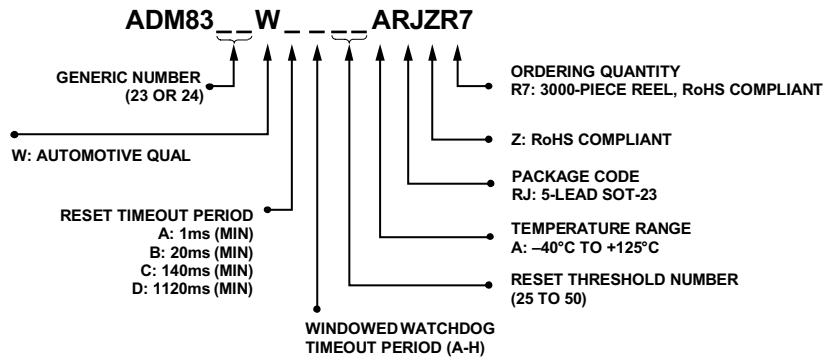 ADM83_ _ W _ _ _ _ ARJZR7
GENERIC NUMBER
(23 OR 24)
W: AUTOMOTIVE QUAL
RESET TIMEOUT PERIOD
A: 1ms (MIN)
B: 20ms (MIN)
C: 140ms (MIN)
D: 1120ms (MIN)
WINDOWED WATCHDOG
TIMEOUT PERIOD (A-H)
ORDERING QUANTITY
R7: 3000-PIECE REEL, RoHS COMPLIANT
Z: RoHS COMPLIANT
PACKAGE CODE
RJ: 5-LEAD SOT-23
TEMPERATURE RANGE
A: –40°C TO +125°C
RESET THRESHOLD NUMBER
(25 TO 50)